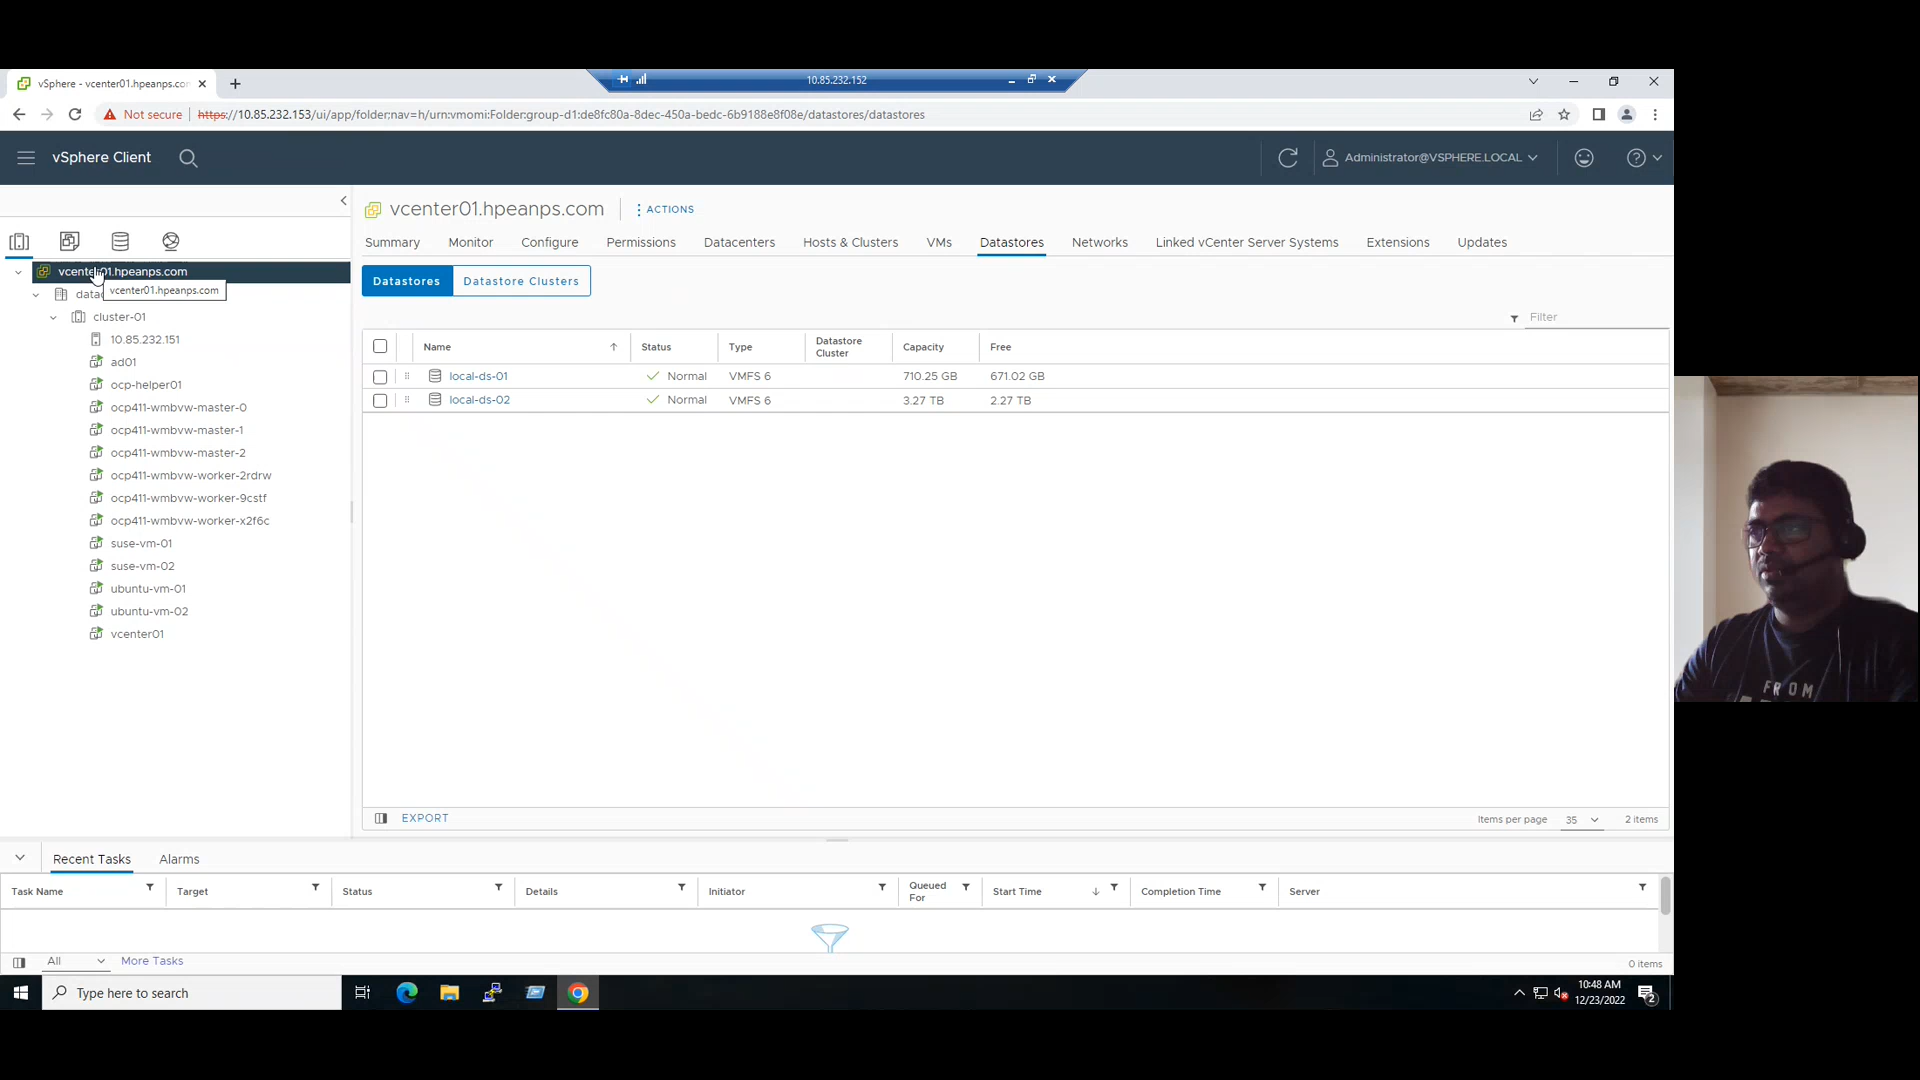 vSphere - vcenter01.hpeanps.con
10.85.232.152
Not secure https://10.85.232.153/ui/app/folder;nav=h/urn:vmomi:Folder:group-d1:de8fc80a-8dec-450a-bedc-6b9188e8f08e/datastores/datastores
vSphere Client
Administrator@VSPHERE.LOCAL
vcenter01.hpeanps.com
ACTIONS
Summary Monitor Configure Permissions Datacenters Hosts & Clusters VMs Datastores Networks Linked vCenter Server Systems Extensions Updates
vcenter01.hpeanps.com
vcenter01.hpeanps.com
cluster-01
10.85.232.151
ad01
ocp-helper01
ocp411-wmbvw-master-0
ocp411-wmbvw-master-1
ocp411-wmbvw-master-2
ocp411-wmbvw-worker-2rdrw
ocp411-wmbvw-worker-9cstf
ocp411-wmbvw-worker-x2f6c
suse-vm-01
suse-vm-02
ubuntu-vm-01
ubuntu-vm-02
vcenter01
Datastores Datastore Clusters
Filter
Name Status Type Datastore Cluster Capacity Free
local-ds-01 Normal VMFS 6 710.25 GB 671.02 GB
local-ds-02 Normal VMFS 6 3.27 TB 2.27 TB
EXPORT
Items per page 35 2 items
Recent Tasks Alarms
Task Name Target Status Details Initiator Queued For Start Time Completion Time Server
All More Tasks
0 items
Type here to search
10:48 AM
12/23/2022
2
FROM